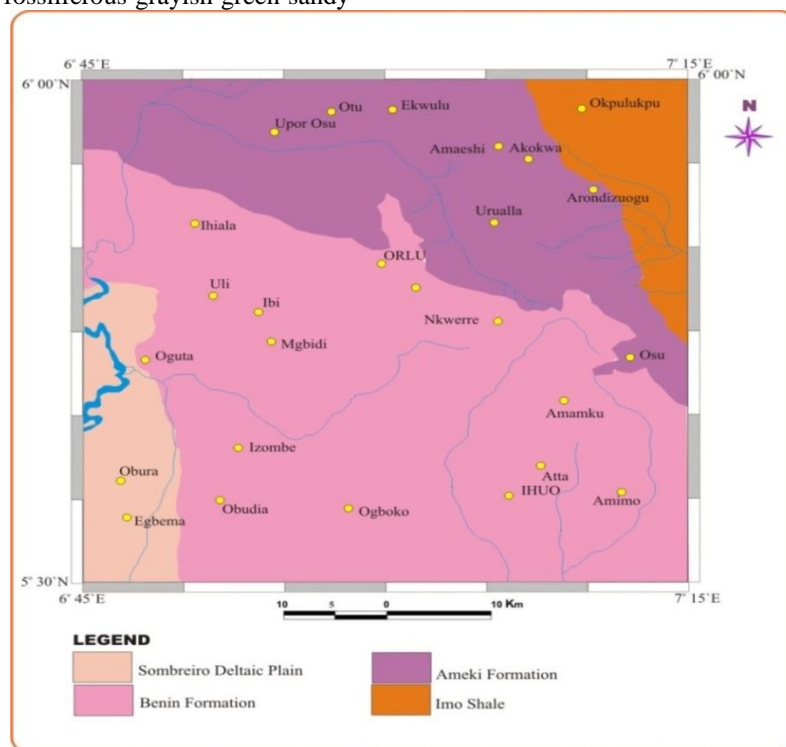 fossiliferous grayish green sandy
6° 45`E
7° 15`E
6° 00`N
6° 00`N
N
Otu
Ekwulu
Okpulukpu
Upor Osu
Amaeshi
Akokwa
Arondizuogu
Urualla
Ihiala
ORLU
Uli
Ibi
Nkwerre
Mgbidi
Oguta
Osu
Amamku
Izombe
Obura
Atta
IHUO
Amimo
Obudia
Ogboko
Egbema
5° 30`N
6° 45`E
7° 15`E
10 5 0 10 Km
LEGEND
Sombreiro Deltaic Plain
Ameki Formation
Benin Formation
Imo Shale